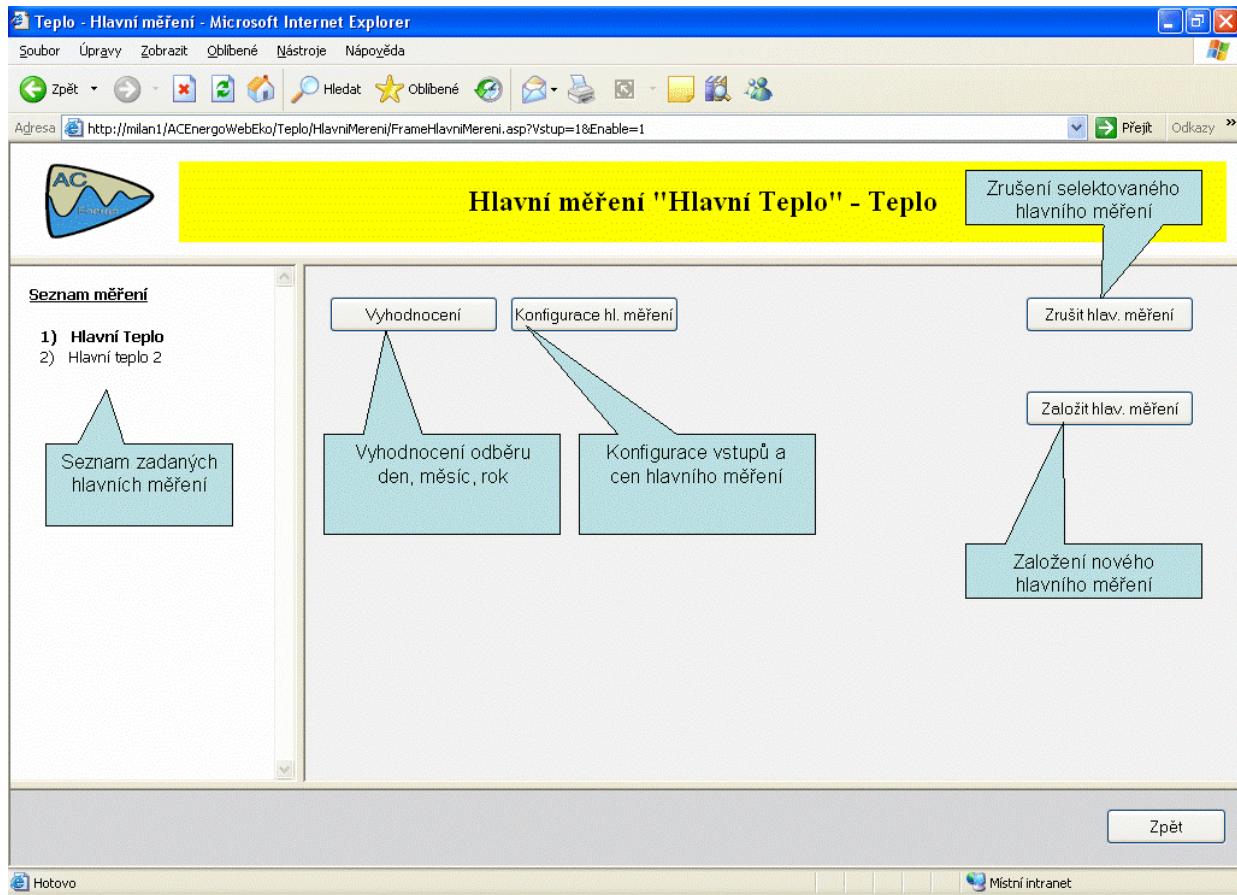 Teplo - Hlavní měření - Microsoft Internet Explorer
Soubor Úpravy Zobrazit Oblíbené Nástroje Nápověda
Zpět Hledat Oblíbené
Adresa http://milan1/ACEnergoWebEko/Teplo/HlavniMereni/FrameHlavniMereni.asp?Vstup=1&Enable=1 Přejít Odkazy »
AC
Energo
Hlavní měření "Hlavní Teplo" - Teplo
Zrušení selektovaného
hlavního měření
Seznam měření
1) Hlavní Teplo
2) Hlavní teplo 2
Seznam zadaných
hlavních měření
Vyhodnocení Konfigurace hl. měření Zrušit hlav. měření
Založit hlav. měření
Vyhodnocení odběru
den, měsíc, rok
Konfigurace vstupů a
cen hlavního měření
Založení nového
hlavního měření
Zpět
Hotovo Místní intranet